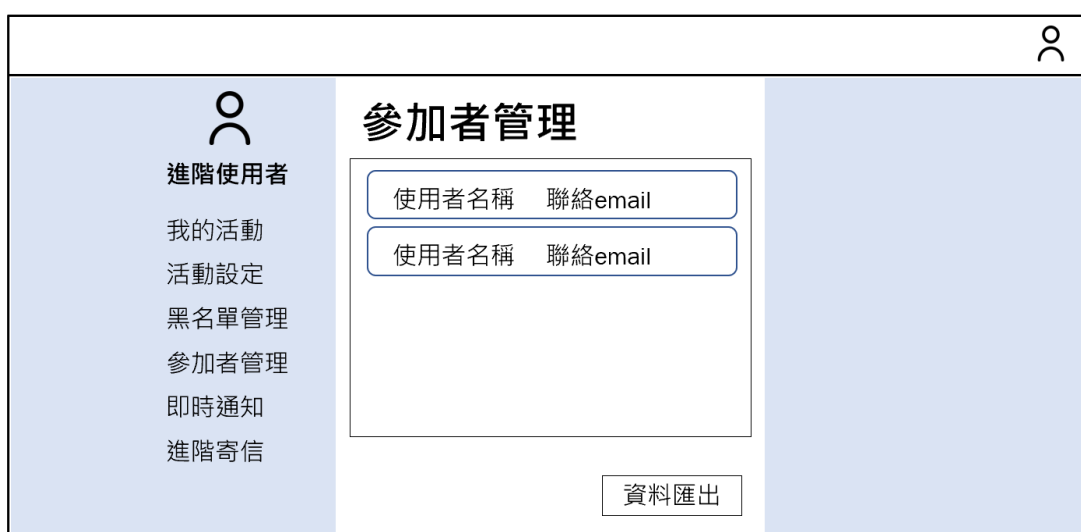 進階使用者
我的活動
活動設定
黑名單管理
參加者管理
即時通知
進階寄信
參加者管理
使用者名稱 聯絡email
使用者名稱 聯絡email
資料匯出